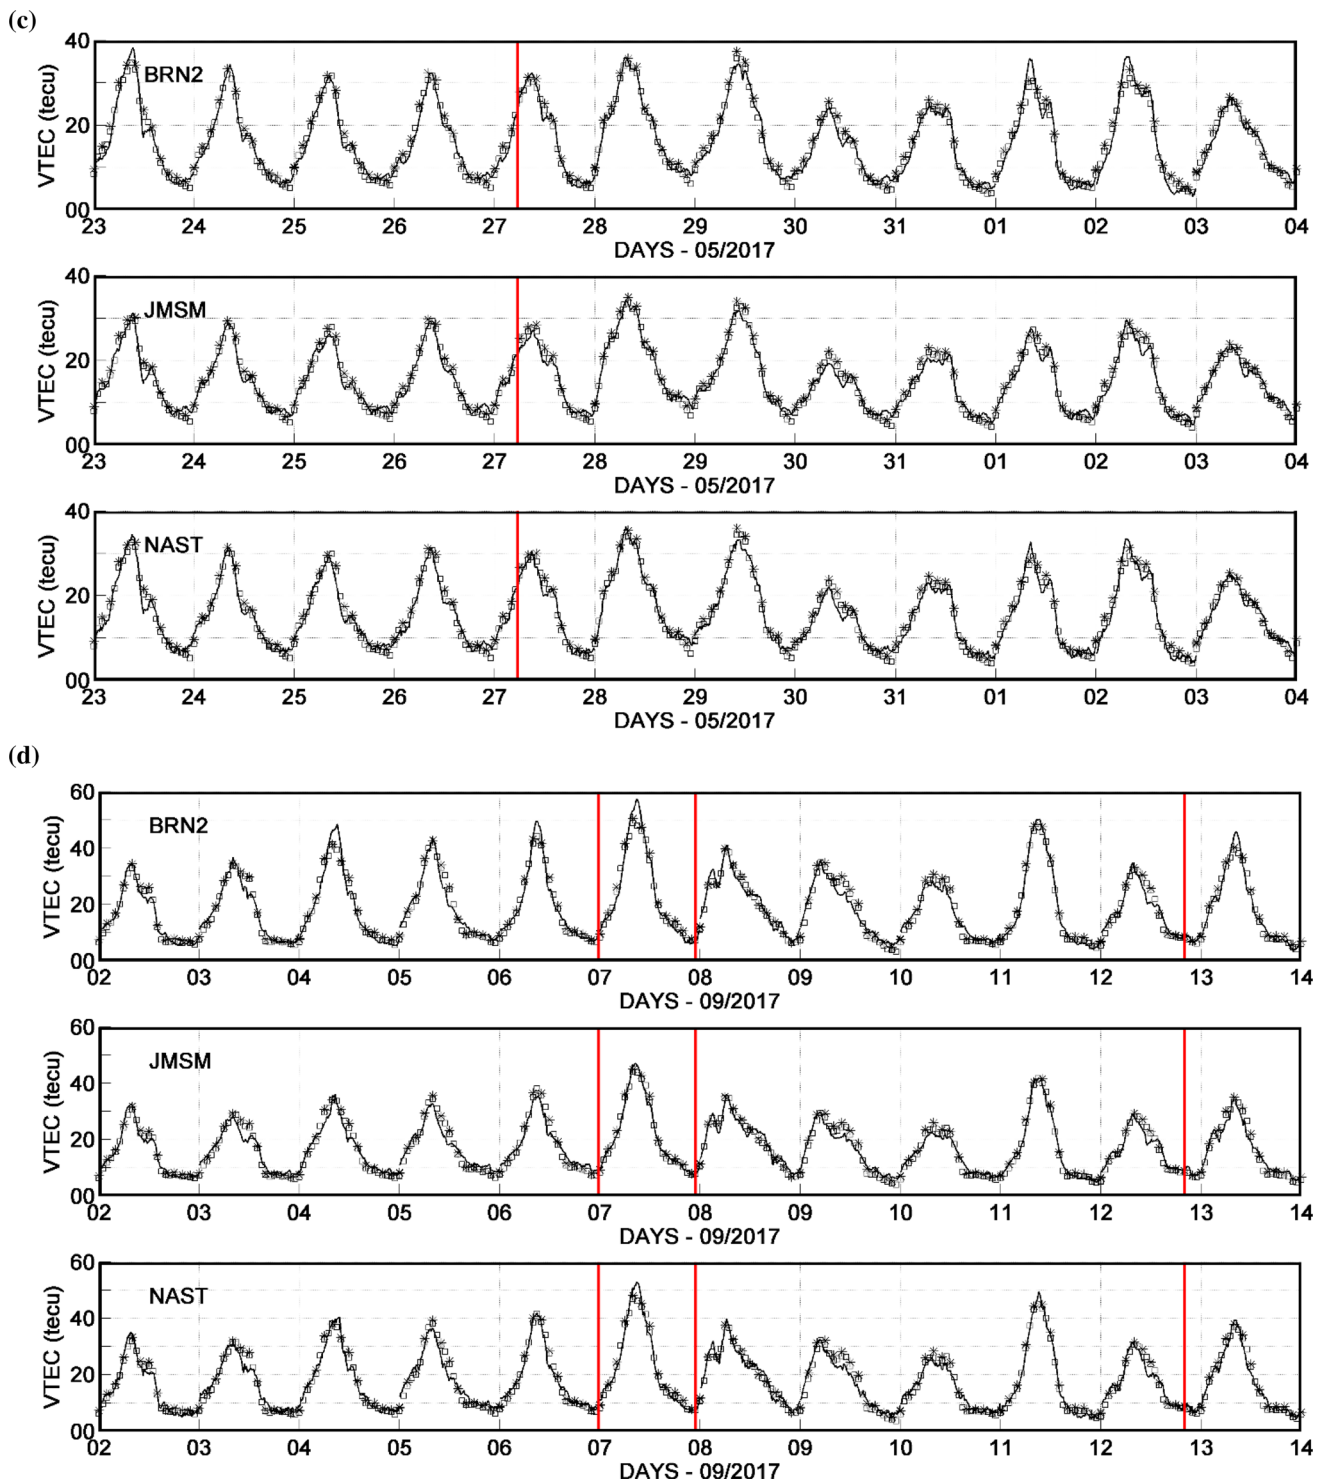 (c)
40
BRN2
20
00
VTEC (tecu)
23 24 25 26 27 28 29 30 31 01 02 03 04
DAYS - 05/2017
40
JMSM
20
00
VTEC (tecu)
23 24 25 26 27 28 29 30 31 01 02 03 04
DAYS - 05/2017
40
NAST
20
00
VTEC (tecu)
23 24 25 26 27 28 29 30 31 01 02 03 04
DAYS - 05/2017
(d)
60
BRN2
40
20
00
VTEC (tecu)
02 03 04 05 06 07 08 09 10 11 12 13 14
DAYS - 09/2017
60
JMSM
40
20
00
VTEC (tecu)
02 03 04 05 06 07 08 09 10 11 12 13 14
DAYS - 09/2017
60
NAST
40
20
00
VTEC (tecu)
02 03 04 05 06 07 08 09 10 11 12 13 14
DAYS - 09/2017